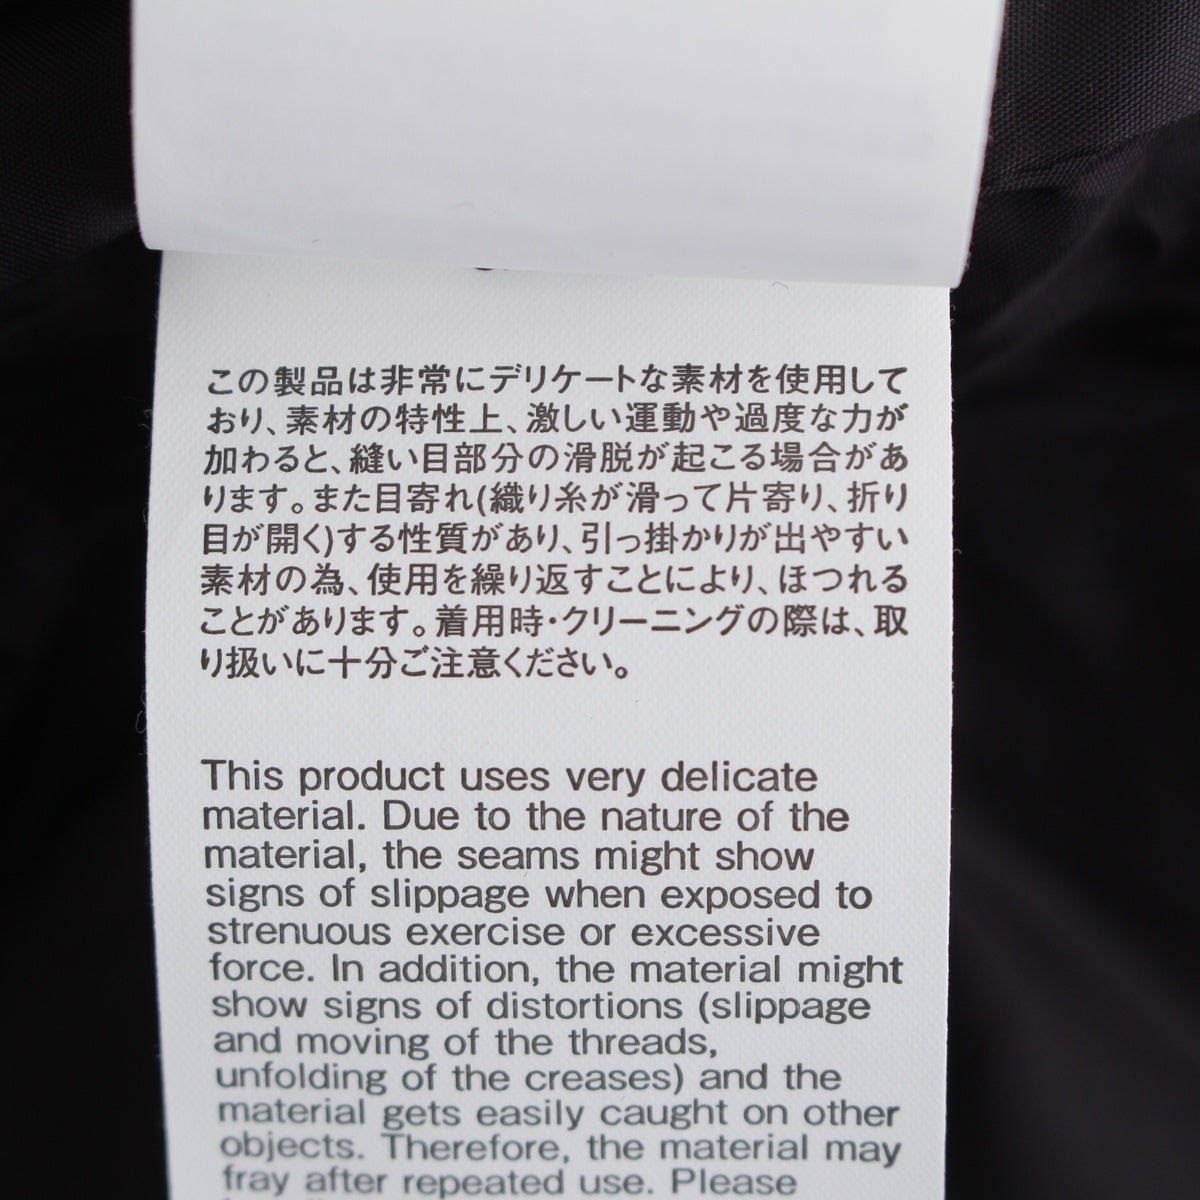 この製品は非常にデリケートな素材を使用して
おり、素材の特性上、激しい運動や過度な力が
加わると、縫い目部分の滑脱が起こる場合があ
ります。また目寄れ(織り糸が滑って片寄り、折り
目が開く)する性質があり、引っ掛かりが出やすい
素材の為、使用を繰り返すことにより、ほつれる
ことがあります。着用時・クリーニングの際は、取
り扱いに十分ご注意ください。
This product uses very delicate
material. Due to the nature of the
material, the seams might show
signs of slippage when exposed to
strenuous exercise or excessive
force. In addition, the material might
show signs of distortions (slippage
and moving of the threads,
unfolding of the creases) and the
material gets easily caught on other
objects. Therefore, the material may
fray after repeated use. Please